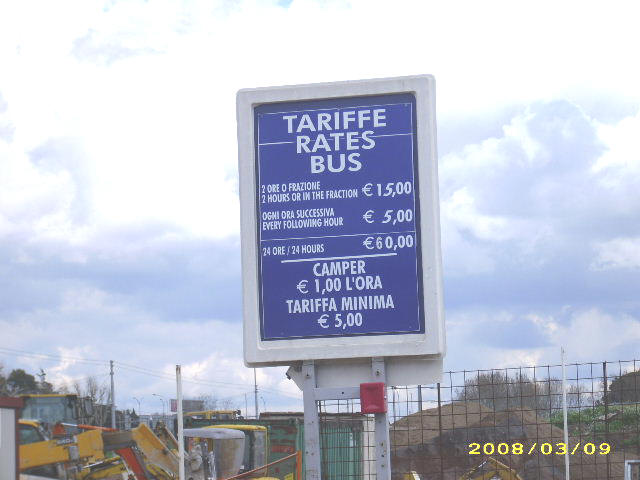 TARIFFE
RATES
BUS
2 ORE O FRAZIONE
2 HOURS OR IN THE FRACTION € 15,00
OGNI ORA SUCCESSIVA
EVERY FOLLOWING HOUR € 5,00
24 ORE / 24 HOURS €60,00
CAMPER
€ 1,00 L'ORA
TARIFFA MINIMA
€ 5,00
2008/03/09